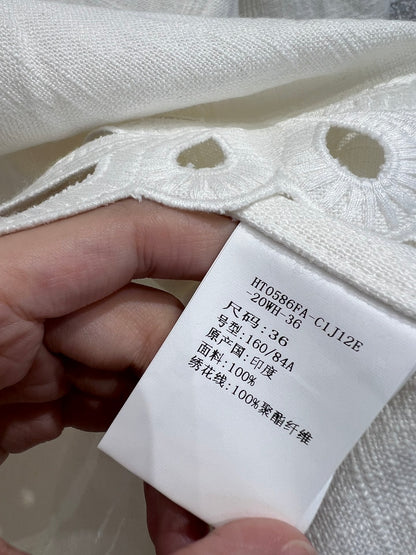 HT0586FA-C1J12E
-20WH-36
尺码:36
号型:160/84A
原产国:印度
面料:100%
绣花线:100%聚酯纤维